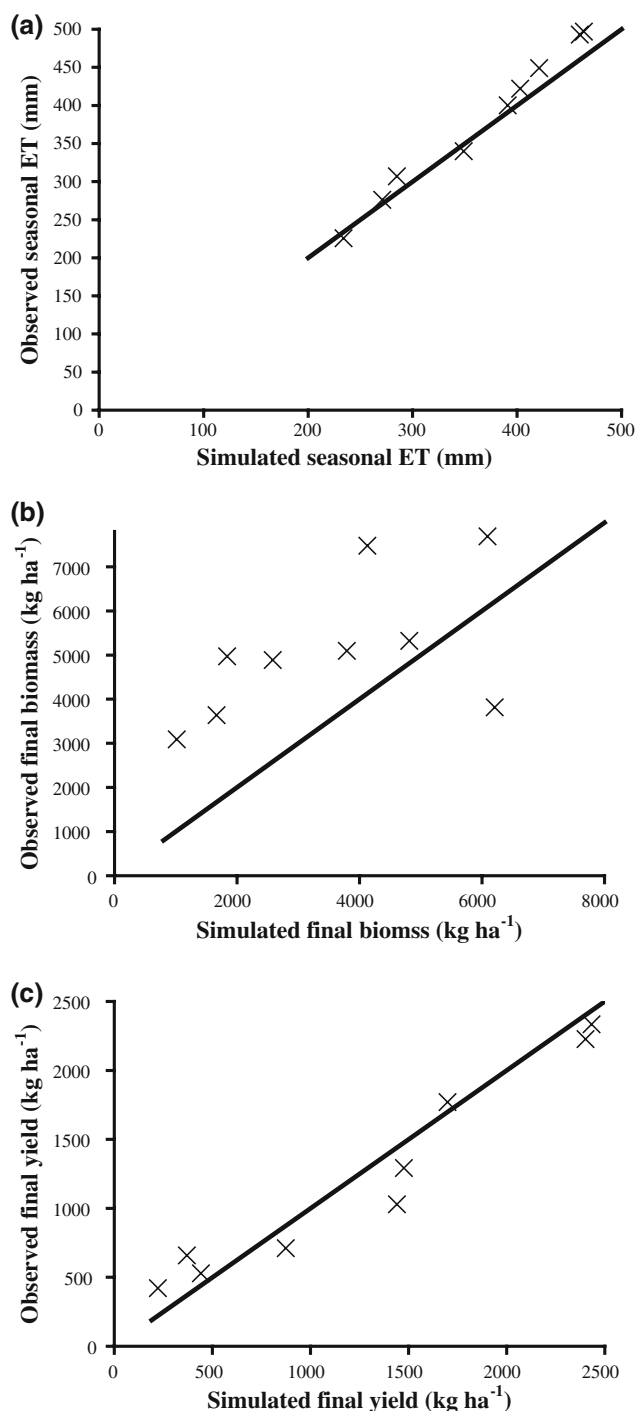 (a)
Observed seasonal ET (mm)
500
450
400
350
300
250
200
150
100
50
0
0 100 200 300 400 500
Simulated seasonal ET (mm)
(b)
Observed final biomass (kg ha⁻¹)
7000
6000
5000
4000
3000
2000
1000
0
0 2000 4000 6000 8000
Simulated final biomss (kg ha⁻¹)
(c)
Observed final yield (kg ha⁻¹)
2500
2000
1500
1000
500
0
0 500 1000 1500 2000 2500
Simulated final yield (kg ha⁻¹)